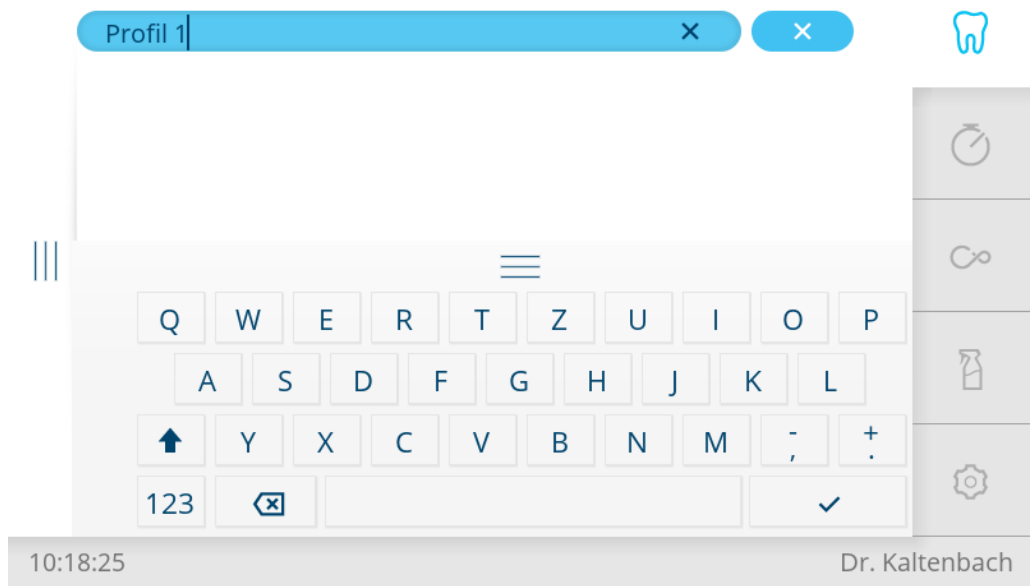 Profil 1
Q W E R T Z U I O P
A S D F G H J K L
Y X C V B N M - , + .
123
10:18:25 Dr. Kaltenbach